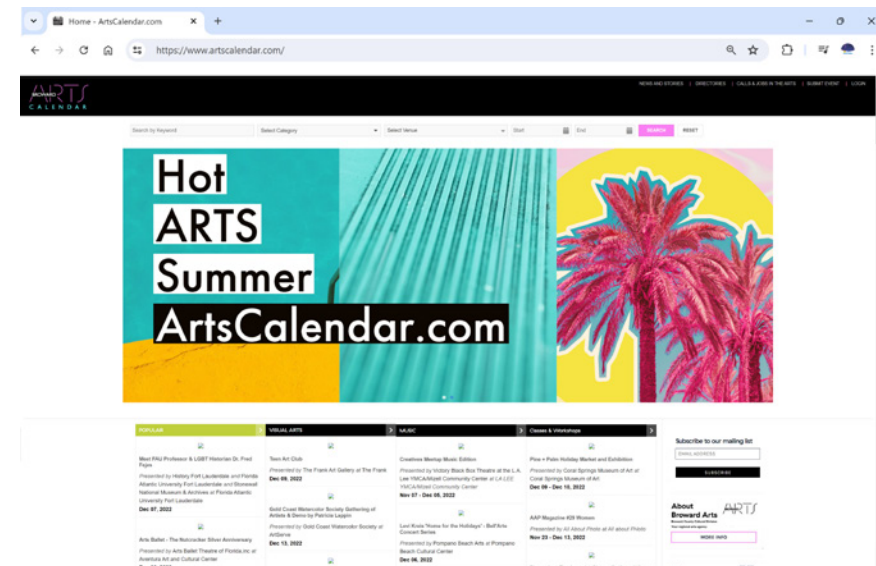 Home - ArtsCalendar.com
https://www.artscalendar.com/
BROWARD ARTS
CALENDAR
NEWS AND STORIES | DIRECTORIES | CALLS & JOBS IN THE ARTS | SUBMIT EVENT | LOGIN
Search by Keyword Select Category Select Venue Start End SEARCH RESET
Hot
ARTS
Summer
ArtsCalendar.com
POPULAR
Meet FAU Professor & LGBT Historian Dr. Fred
Fejes
Presented by History Fort Lauderdale and Florida
Atlantic University Fort Lauderdale and Stonewall
National Museum & Archives at Florida Atlantic
University Fort Lauderdale
Dec 07, 2022
Arts Ballet - The Nutcracker Silver Anniversary
Presented by Arts Ballet Theatre of Florida,inc at
Aventura Art and Cultural Center
VISUAL ARTS
Teen Art Club
Presented by The Frank Art Gallery at The Frank
Dec 09, 2022
Gold Coast Watercolor Society Gathering of
Artists & Demo by Patricia Leppin
Presented by Gold Coast Watercolor Society at
ArtServe
Dec 13, 2022
MUSIC
Creatives Meetup Music Edition
Presented by Victory Black Box Theatre at the L.A.
Lee YMCA/Mizell Community Center at LA LEE
YMCA/Mizell Community Center
Nov 07 - Dec 05, 2022
"Home for the Holidays" - Bell'Arte
Concert Series
Presented by Pompano Beach Arts at Pompano
Beach Cultural Center
Dec 06, 2022
Classes & Workshops
Pine + Palm Holiday Market and Exhibition
Presented by Coral Springs Museum of Art at
Coral Springs Museum of Art
Dec 06 - Dec 10, 2022
AAP Magazine #29 Women
Presented by All About Photo at All about Photo
Nov 23 - Dec 13, 2022
Subscribe to our mailing list
EMAIL ADDRESS
SUBSCRIBE
About
Broward Arts
ARTS
Broward County Cultural Division
Your regional arts agency
MORE INFO